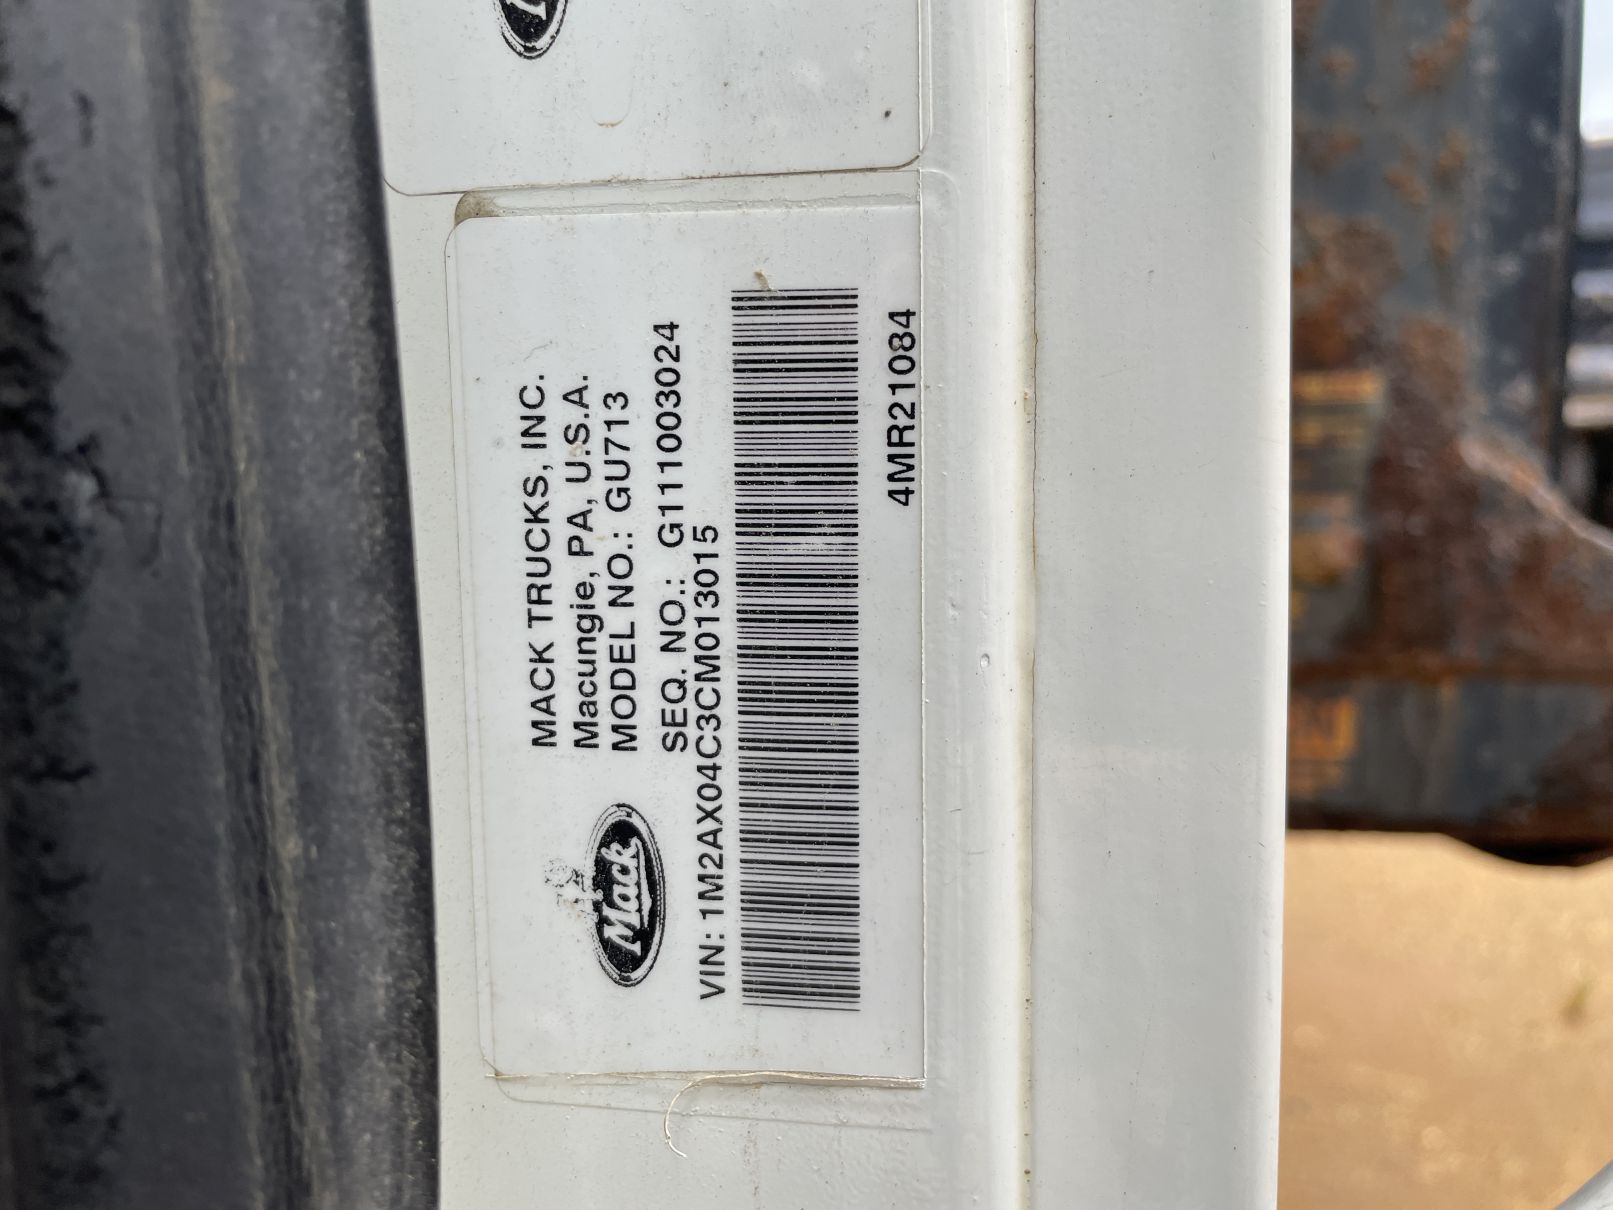 MACK TRUCKS, INC.
Macungie, PA, U.S.A.
MODEL NO.: GU713
SEQ. NO.: G111003024
Mack
VIN: 1M2AX04C3CM013015
4MR21084